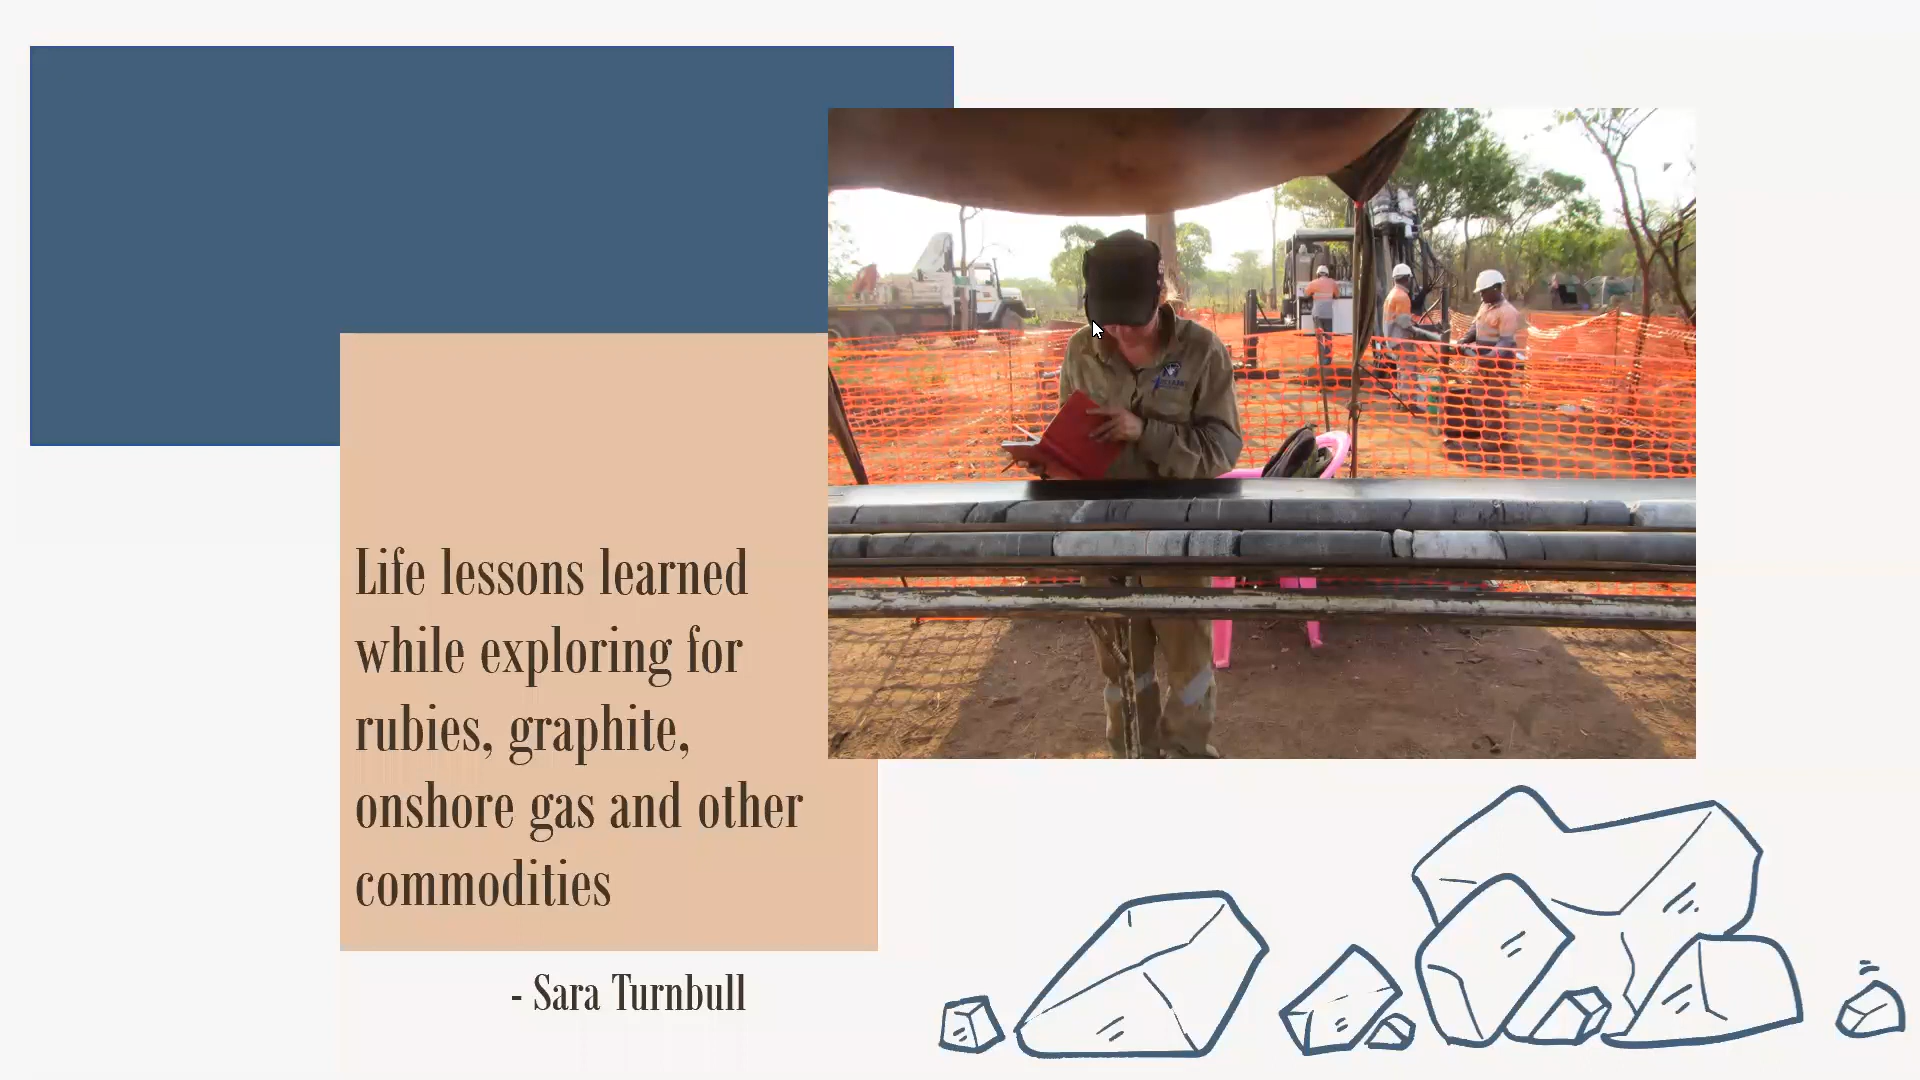 Life lessons learned
while exploring for
rubies, graphite,
onshore gas and other
commodities
- Sara Turnbull